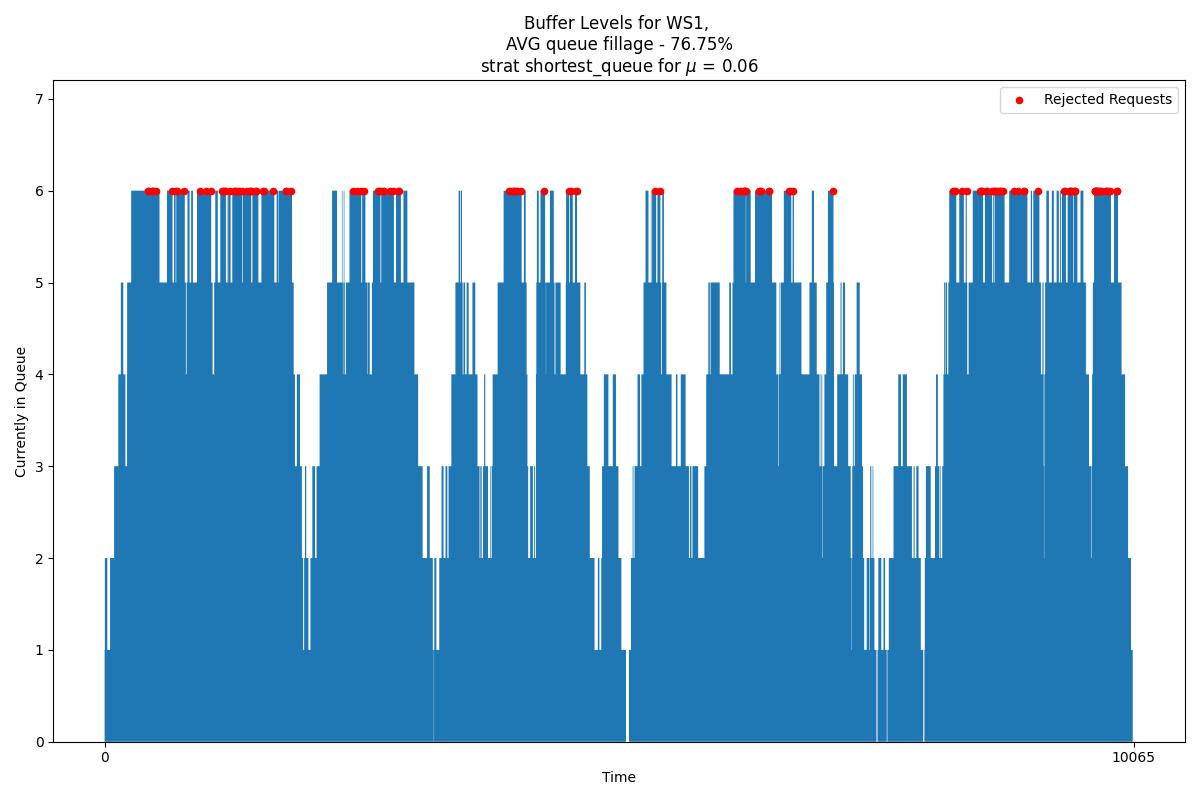 Buffer Levels for WS1,
AVG queue fillage - 76.75%
strat shortest_queue for μ = 0.06
Rejected Requests
7
6
5
4
3
2
1
0
Currently in Queue
0
10065
Time